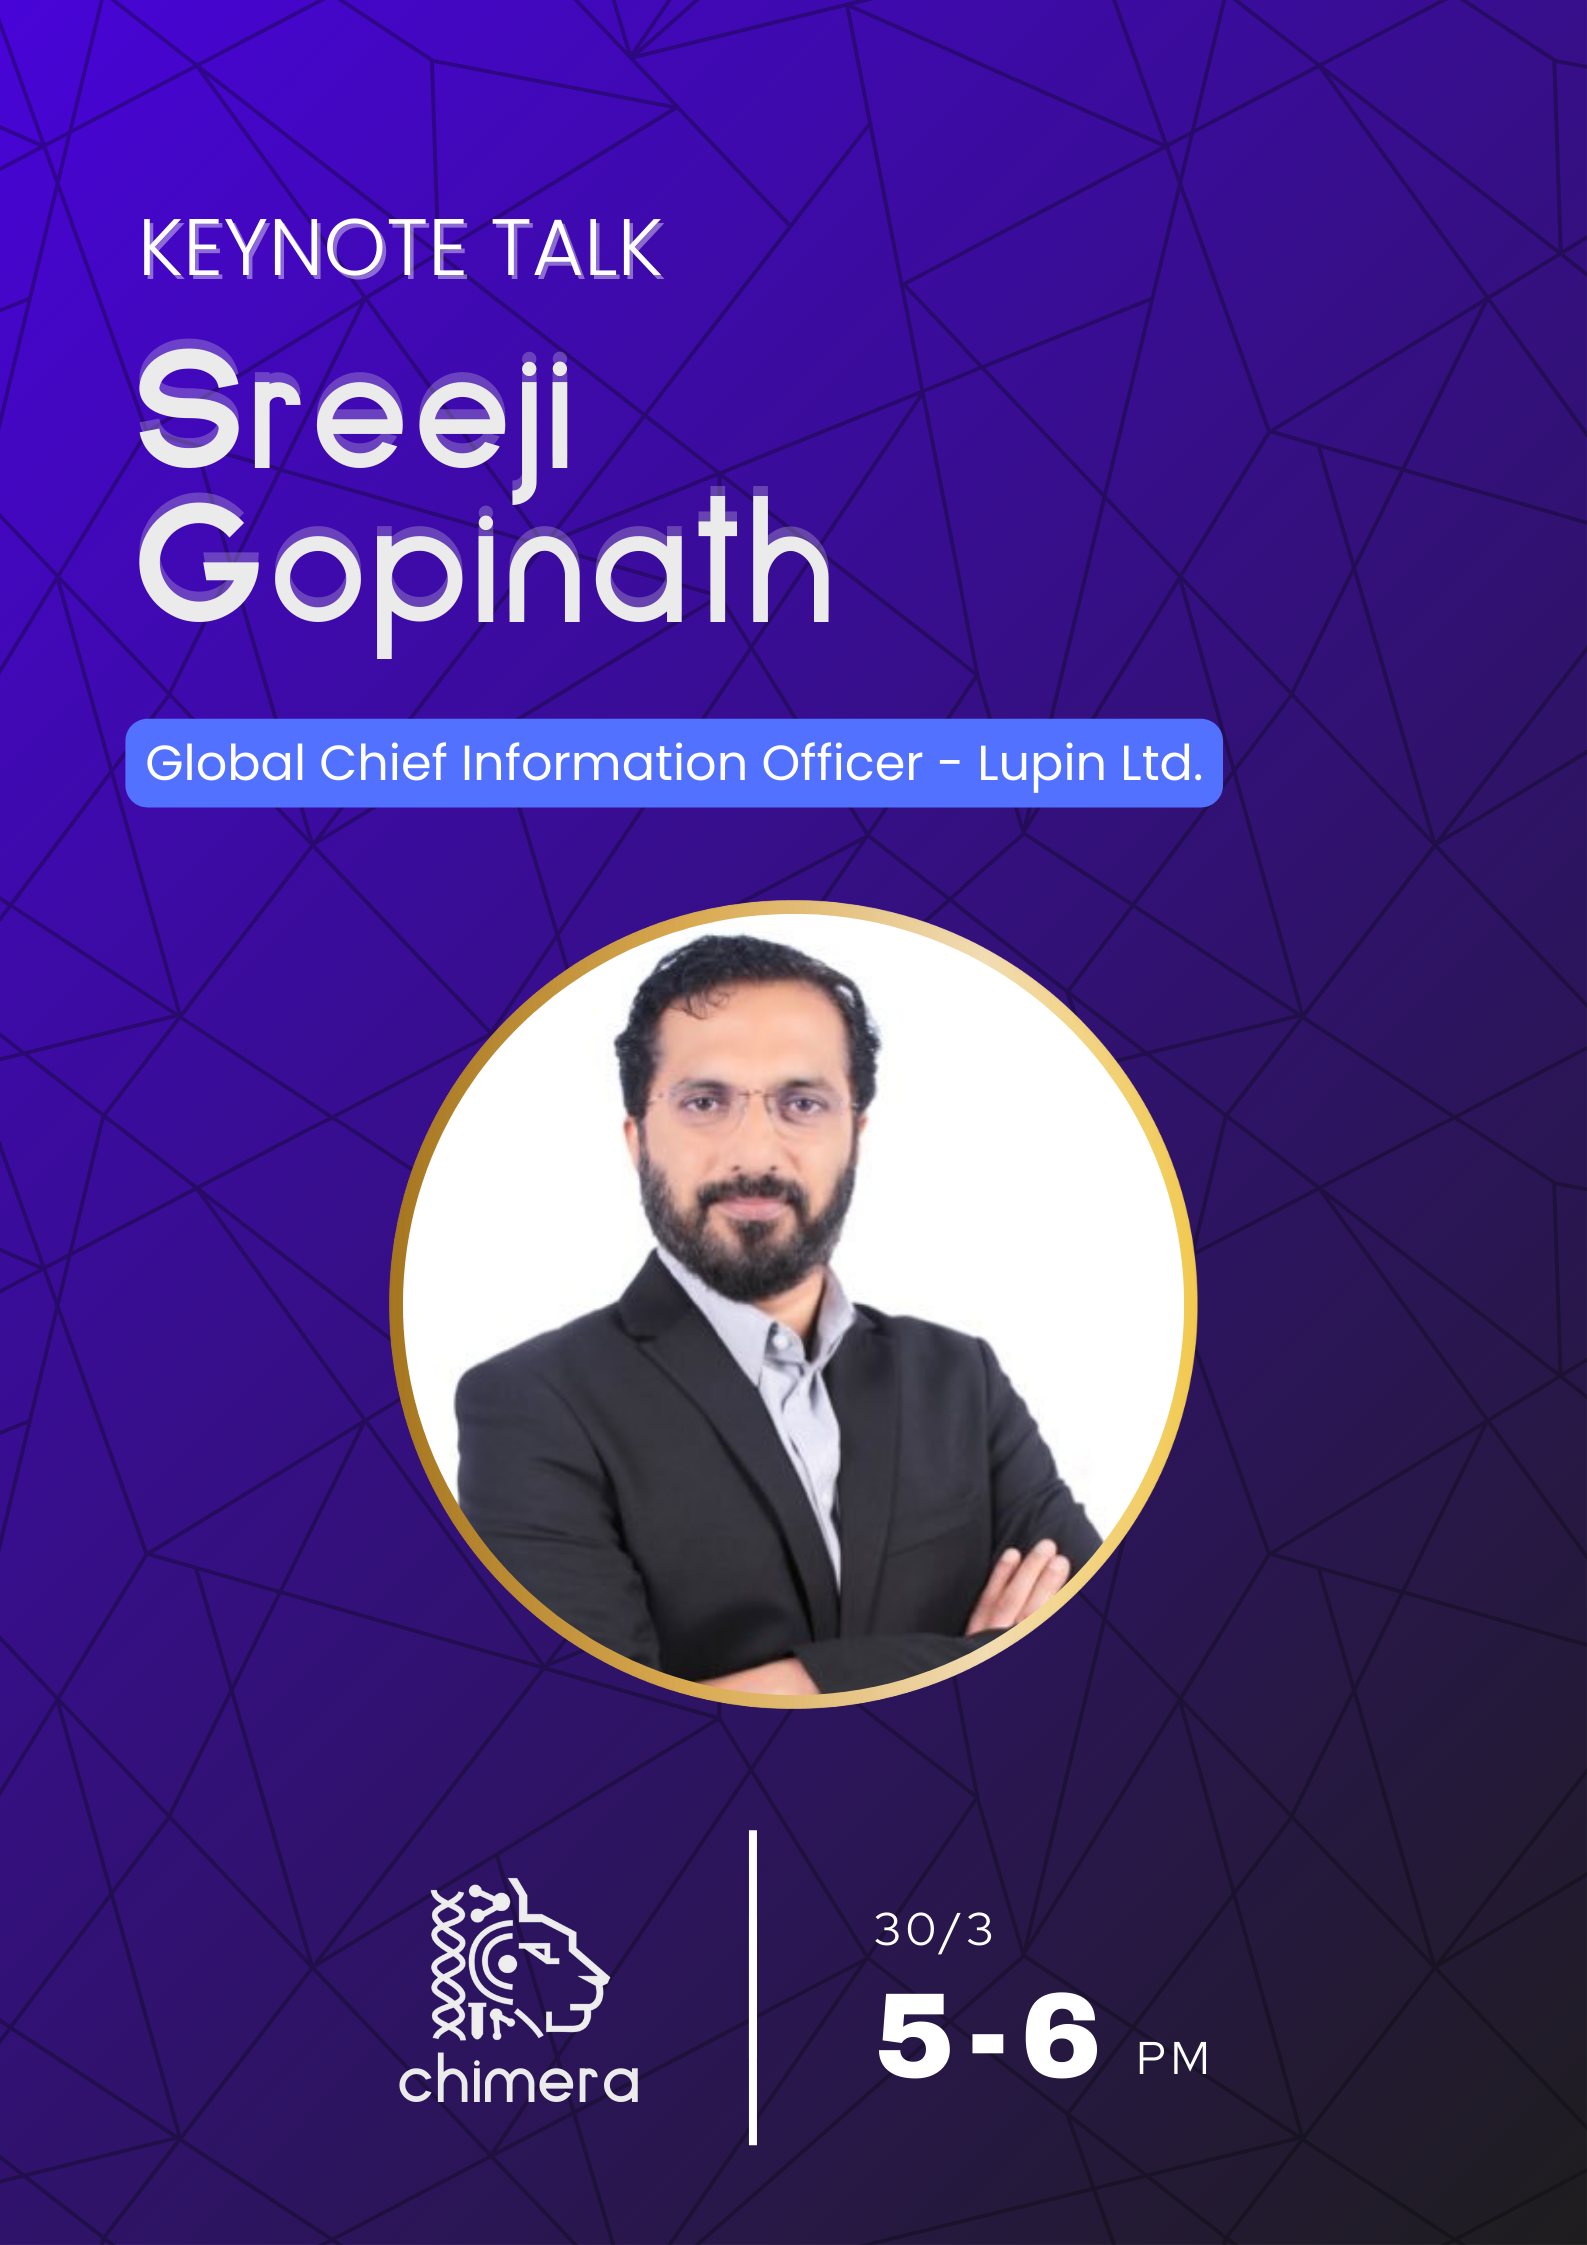 KEYNOTE TALK
Sreeji
Gopinath
Global Chief Information Officer - Lupin Ltd.
chimera
30/3
5-6 PM